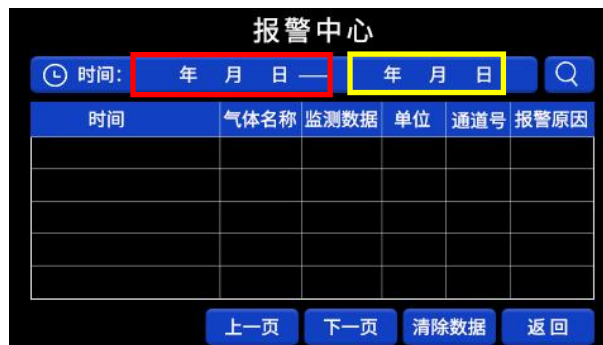 报警中心
时间： 年 月 日 — 年 月 日
时间 气体名称 监测数据 单位 通道号 报警原因
上一页 下一页 清除数据 返回